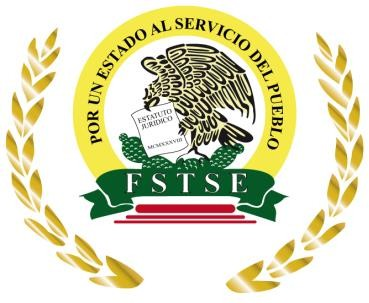 POR UN ESTADO AL SERVICIO DEL PUEBLO
ESTATUTO
JURIDICO
MCMXXXVIII
FSTSE